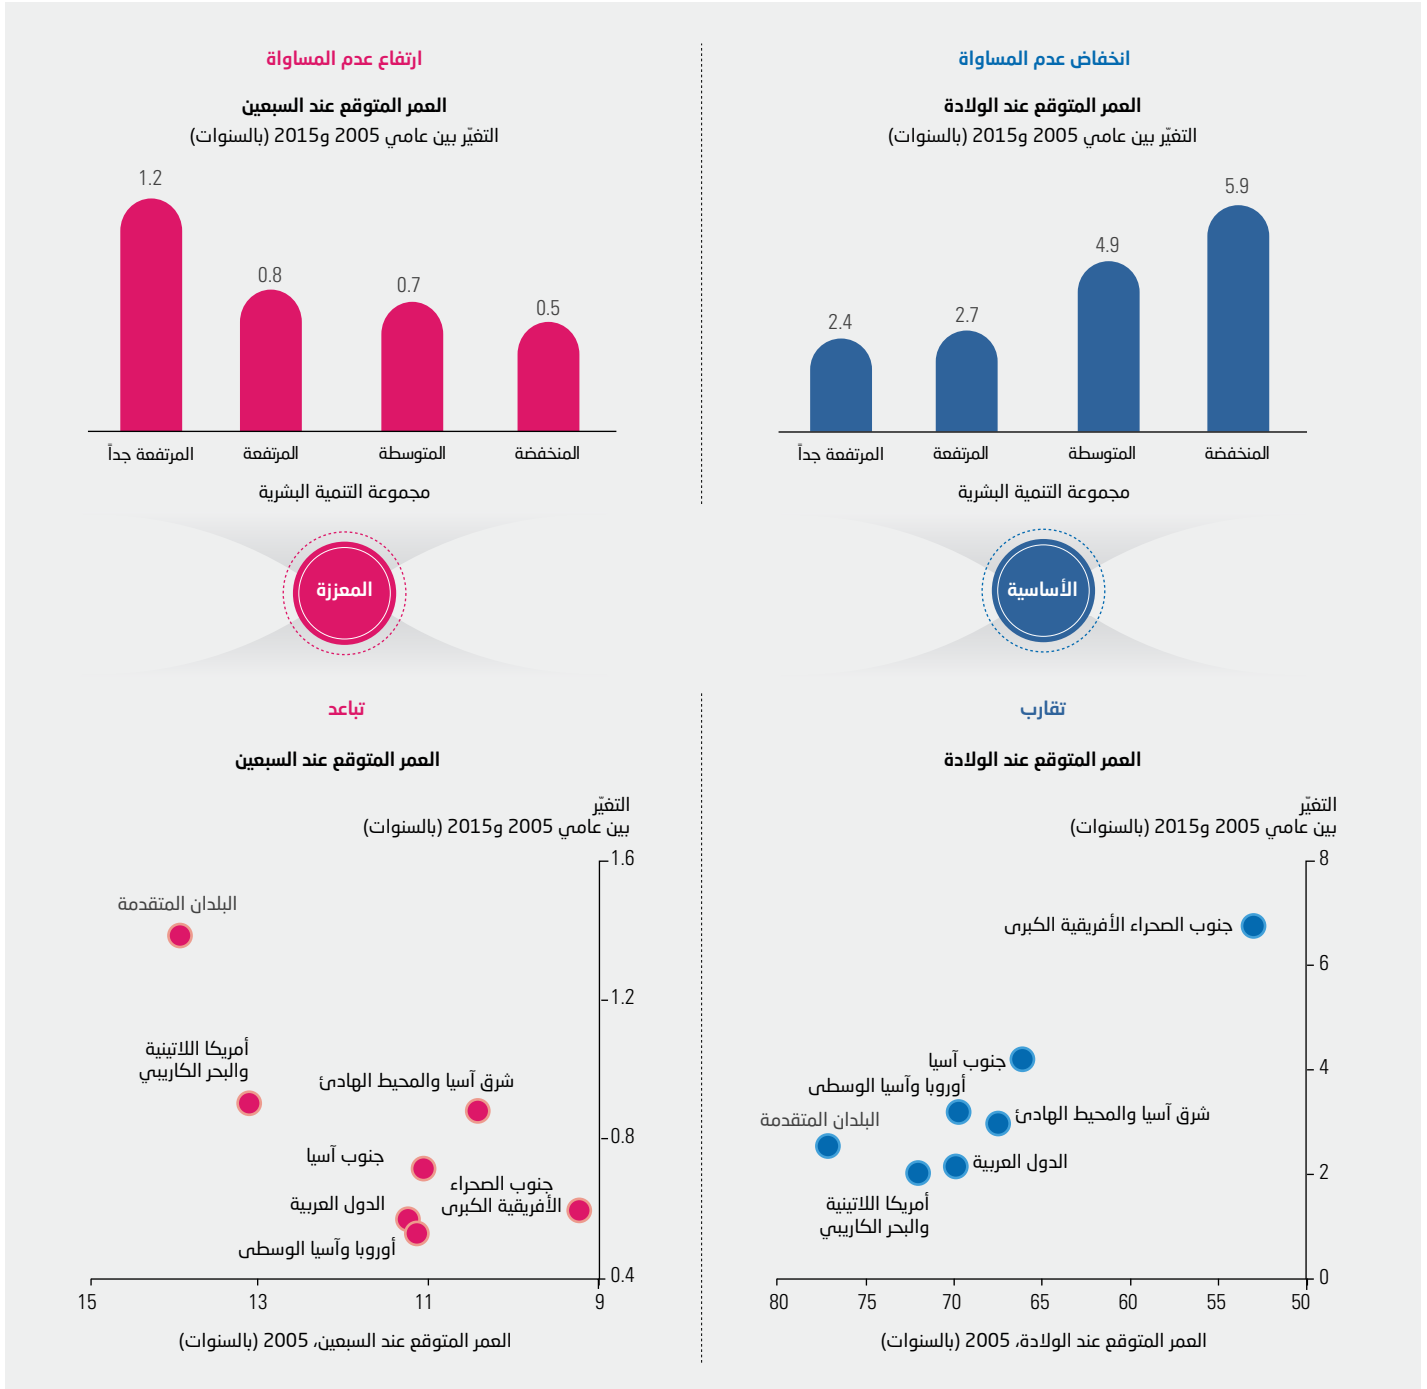 انخفاض عدم المساواة
العمر المتوقع عند الولادة
التغيّر بين عامي 2005 و2015 (بالسنوات)
5.9
4.9
2.7
2.4
المنخفضة
المتوسطة
المرتفعة
المرتفعة جداً
مجموعة التنمية البشرية
ارتفاع عدم المساواة
العمر المتوقع عند السبعين
التغيّر بين عامي 2005 و2015 (بالسنوات)
0.5
0.7
0.8
1.2
المنخفضة
المتوسطة
المرتفعة
المرتفعة جداً
مجموعة التنمية البشرية
الأساسية
المعززة
تقارب
العمر المتوقع عند الولادة
التغيّر
بين عامي 2005 و2015 (بالسنوات)
8
6
4
2
0
جنوب الصحراء الأفريقية الكبرى
جنوب آسيا
أوروبا وآسيا الوسطى
شرق آسيا والمحيط الهادئ
البلدان المتقدمة
الدول العربية
أمريكا اللاتينية
والبحر الكاريبي
50
55
60
65
70
75
80
العمر المتوقع عند الولادة، 2005 (بالسنوات)
تباعد
العمر المتوقع عند السبعين
التغيّر
بين عامي 2005 و2015 (بالسنوات)
1.6
1.2
0.8
0.4
البلدان المتقدمة
أمريكا اللاتينية
والبحر الكاريبي
شرق آسيا والمحيط الهادئ
جنوب آسيا
جنوب الصحراء
الأفريقية الكبرى
الدول العربية
أوروبا وآسيا الوسطى
9
11
13
15
العمر المتوقع عند السبعين، 2005 (بالسنوات)